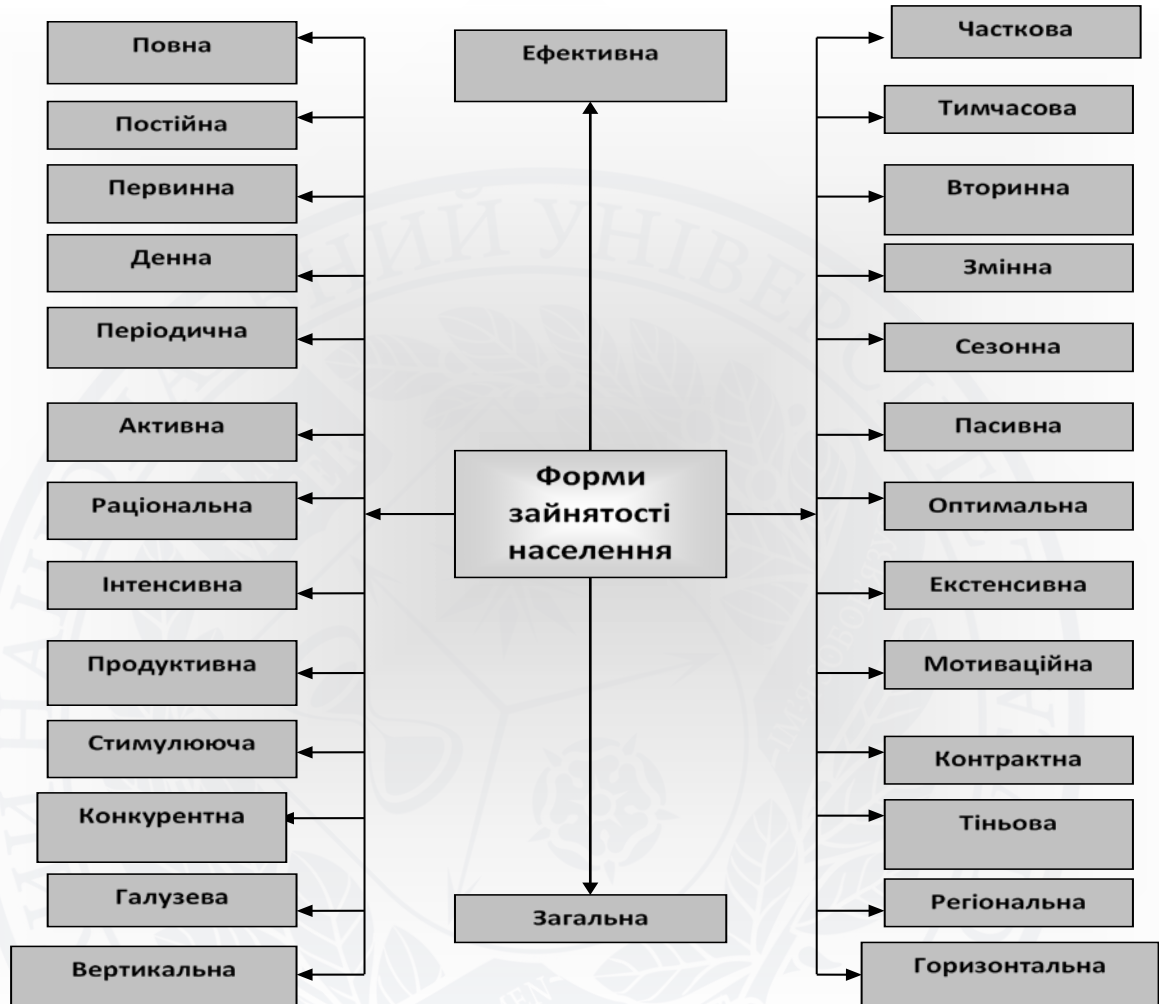 Повна
Постійна
Первинна
Денна
Періодична
Активна
Раціональна
Інтенсивна
Продуктивна
Стимулююча
Конкурентна
Галузева
Вертикальна
Ефективна
Форми
зайнятості
населення
Загальна
Часткова
Тимчасова
Вторинна
Змінна
Сезонна
Пасивна
Оптимальна
Екстенсивна
Мотиваційна
Контрактна
Тіньова
Регіональна
Горизонтальна